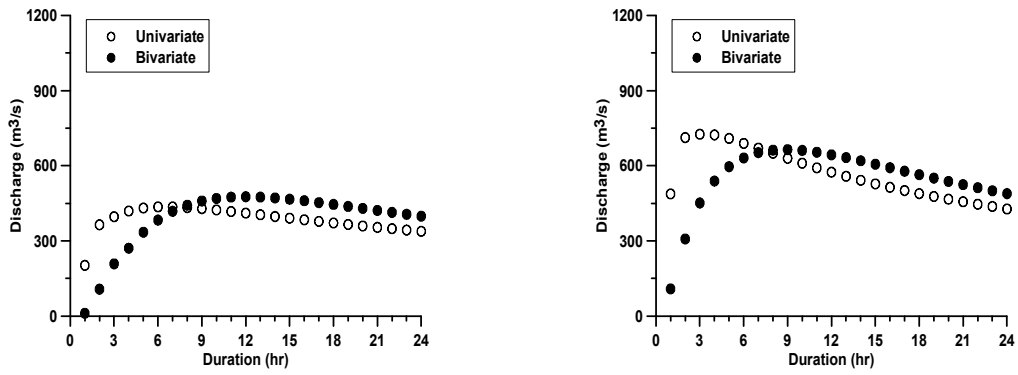 1200
900
600
300
0
Discharge (m³/s)
Univariate
Bivariate
0 3 6 9 12 15 18 21 24
Duration (hr)
1200
900
600
300
0
Discharge (m³/s)
Univariate
Bivariate
0 3 6 9 12 15 18 21 24
Duration (hr)